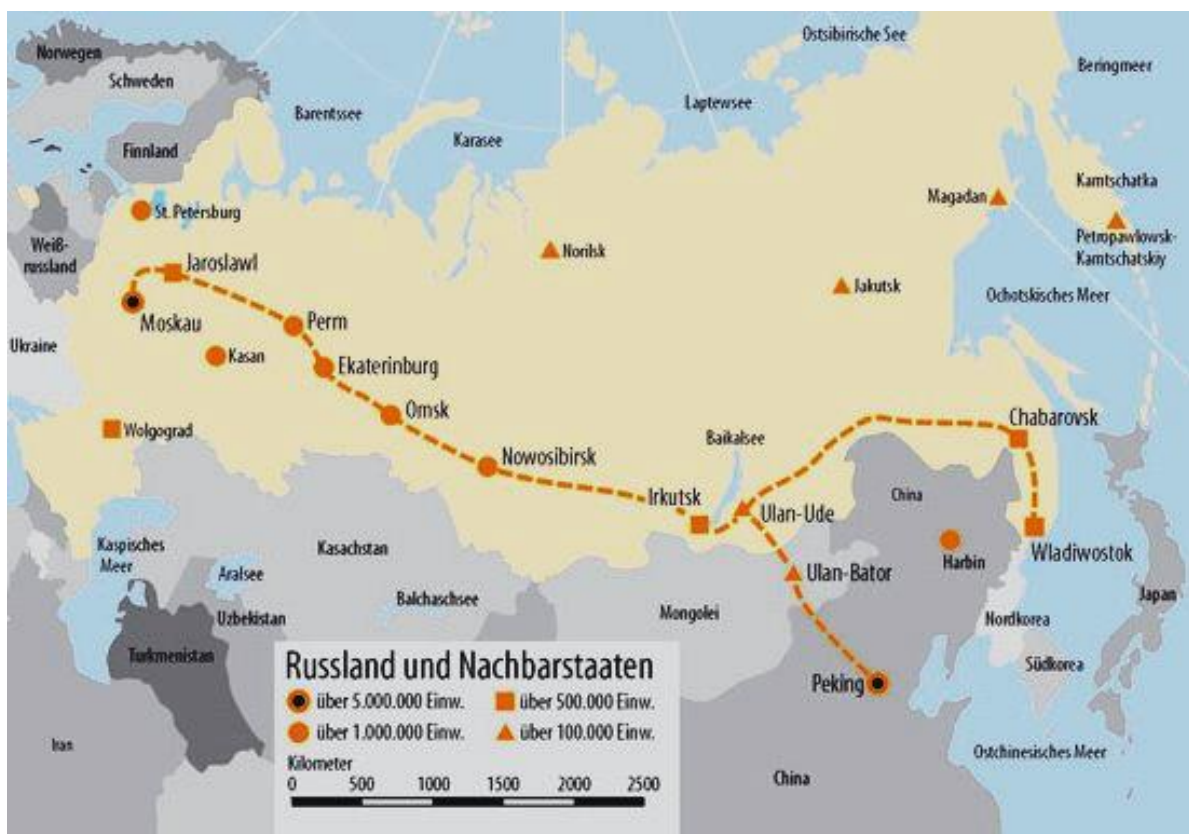 Norwegen
Schweden
Finnland
Barentssee
Karasee
Laptewsee
Ostsibirische See
Beringmeer
Kamtschatka
Magadan
Petropawlowsk-
Kamtschatskiy
St. Petersburg
Weiß-
russland
Jaroslawl
Moskau
Norilsk
Jakutsk
Ochotskisches Meer
Ukraine
Kasan
Perm
Ekaterinburg
Omsk
Wolgograd
Nowosibirsk
Baikalsee
Irkutsk
Ulan-Ude
Chabarovsk
China
Harbin
Wladiwostok
Ulan-Bator
Kaspisches
Meer
Aralsee
Kasachstan
Balchaschsee
Uzbekistan
Mongolei
Nordkorea
Japan
Südkorea
Turkmenistan
Peking
Iran
China
Ostchinesisches Meer
Russland und Nachbarstaaten
über 5.000.000 Einw.
über 500.000 Einw.
über 1.000.000 Einw.
über 100.000 Einw.
Kilometer
0 500 1000 1500 2000 2500